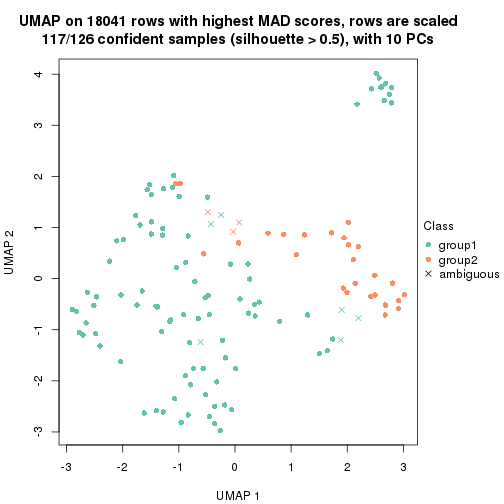 UMAP on 18041 rows with highest MAD scores, rows are scaled
117/126 confident samples (silhouette > 0.5), with 10 PCs
4
3
2
1
0
-1
-2
-3
UMAP 2
-3
-2
-1
0
1
2
3
UMAP 1
Class
group1
group2
ambiguous